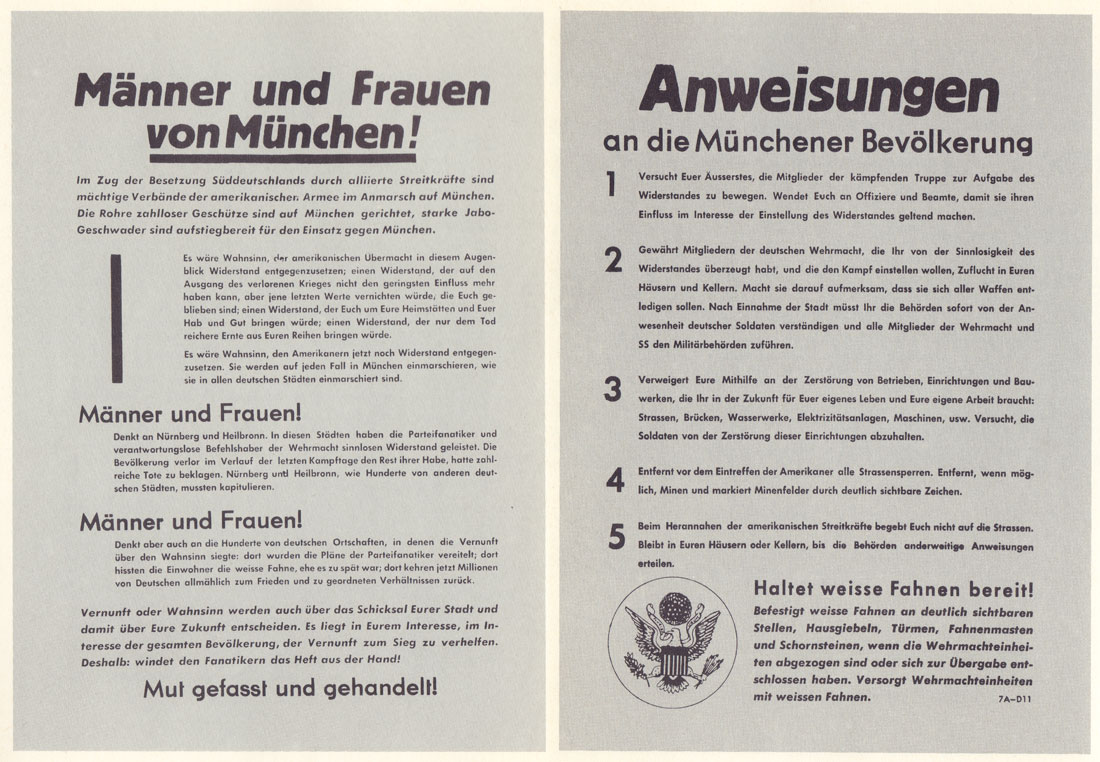 Männer und Frauen
von München!
Im Zug der Besetzung Süddeutschlands durch alliierte Streitkräfte sind
mächtige Verbände der amerikanischen Armee im Anmarsch auf München.
Die Rohre zahlloser Geschütze sind auf München gerichtet, starke Jabo-
Geschwader sind aufstiegbereit für den Einsatz gegen München.
Es wäre Wahnsinn, der amerikanischen Übermacht in diesem Augen-
blick Widerstand entgegenzusetzen; einen Widerstand, der auf den
Ausgang des verlorenen Krieges nicht den geringsten Einfluss mehr
haben kann, aber jene letzten Werte vernichten würde, die Euch ge-
blieben sind; einen Widerstand, der Euch um Eure Heimstätten und Euer
Hab und Gut bringen würde; einen Widerstand, der nur dem Tod
reichere Ernte aus Euren Reihen bringen würde.
Es wäre Wahnsinn, den Amerikanern jetzt noch Widerstand entgegen-
zusetzen. Sie werden auf jeden Fall in München einmarschieren, wie
sie in allen deutschen Städten einmarschiert sind.
Männer und Frauen!
Denkt an Nürnberg und Heilbronn. In diesen Städten haben die Parteifanatiker und
verantwortungslose Befehlshaber der Wehrmacht sinnlosen Widerstand geleistet. Die
Bevölkerung verlor im Verlauf der letzten Kampftage den Rest ihrer Habe, hatte zahl-
reiche Tote zu beklagen. Nürnberg und Heilbronn, wie Hunderte von anderen deut-
schen Städten, mussten kapitulieren.
Männer und Frauen!
Denkt aber auch an die Hunderte von deutschen Ortschaften, in denen die Vernunft
über den Wahnsinn siegte: dort wurden die Pläne der Parteifanatiker vereitelt; dort
hissten die Einwohner die weisse Fahne, ehe es zu spät war; dort kehren jetzt Millionen
von Deutschen allmählich zum Frieden und zu geordneten Verhältnissen zurück.
Vernunft oder Wahnsinn werden auch über das Schicksal Eurer Stadt und
damit über Eure Zukunft entscheiden. Es liegt in Eurem Interesse, im In-
teresse der gesamten Bevölkerung, der Vernunft zum Sieg zu verhelfen.
Deshalb: windet den Fanatikern das Heft aus der Hand!
Mut gefasst und gehandelt!
Anweisungen
an die Münchener Bevölkerung
1 Versucht Euer Äusserstes, die Mitglieder der kämpfenden Truppe zur Aufgabe des
Widerstandes zu bewegen. Wendet Euch an Offiziere und Beamte, damit sie ihren
Einfluss im Interesse der Einstellung des Widerstandes geltend machen.
2 Gewährt Mitgliedern der deutschen Wehrmacht, die Ihr von der Sinnlosigkeit des
Widerstandes überzeugt habt, und die den Kampf einstellen wollen, Zuflucht in Euren
Häusern und Kellern. Macht sie darauf aufmerksam, dass sie sich aller Waffen ent-
ledigen sollen. Nach Einnahme der Stadt müsst Ihr die Behörden sofort von der An-
wesenheit deutscher Soldaten verständigen und alle Mitglieder der Wehrmacht und
SS den Militärbehörden zuführen.
3 Verweigert Eure Mithilfe an der Zerstörung von Betrieben, Einrichtungen und Bau-
werken, die Ihr in der Zukunft für Euer eigenes Leben und Eure eigene Arbeit braucht:
Strassen, Brücken, Wasserwerke, Elektrizitätsanlagen, Maschinen, usw. Versucht, die
Soldaten von der Zerstörung dieser Einrichtungen abzuhalten.
4 Entfernt vor dem Eintreffen der Amerikaner alle Strassensperren. Entfernt, wenn mög-
lich, Minen und markiert Minenfelder durch deutlich sichtbare Zeichen.
5 Beim Herannahen der amerikanischen Streitkräfte begebt Euch nicht auf die Strassen.
Bleibt in Euren Häusern oder Kellern, bis die Behörden anderweitige Anweisungen
erteilen.
Haltet weisse Fahnen bereit!
Befestigt weisse Fahnen an deutlich sichtbaren
Stellen, Hausgiebeln, Türmen, Fahnenmasten
und Schornsteinen, wenn die Wehrmachteinhei-
ten abgezogen sind oder sich zur Übergabe ent-
schlossen haben. Versorgt Wehrmachteinheiten
mit weissen Fahnen.
7A-D11